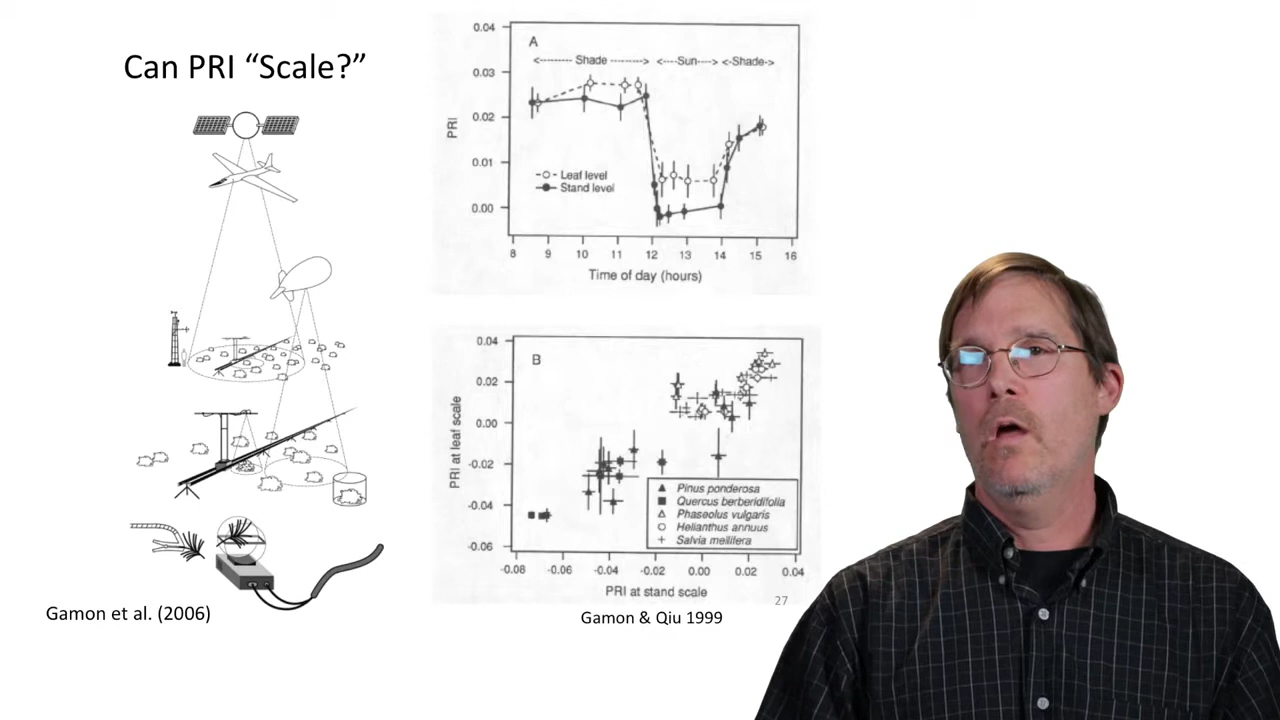 Can PRI “Scale?”
Gamon et al. (2006)
A
<-------- Shade --------> <---Sun---> <-Shade->
PRI
0.04
0.03
0.02
0.01
0.00
Leaf level
Stand level
8 9 10 11 12 13 14 15 16
Time of day (hours)
B
PRI at leaf scale
0.04
0.02
0.00
-0.02
-0.04
-0.06
Pinus ponderosa
Quercus berberidifolia
Phaseolus vulgaris
Helianthus annuus
Salvia mellifera
-0.08 -0.06 -0.04 -0.02 0.00 0.02 0.04
PRI at stand scale
27
Gamon & Qiu 1999